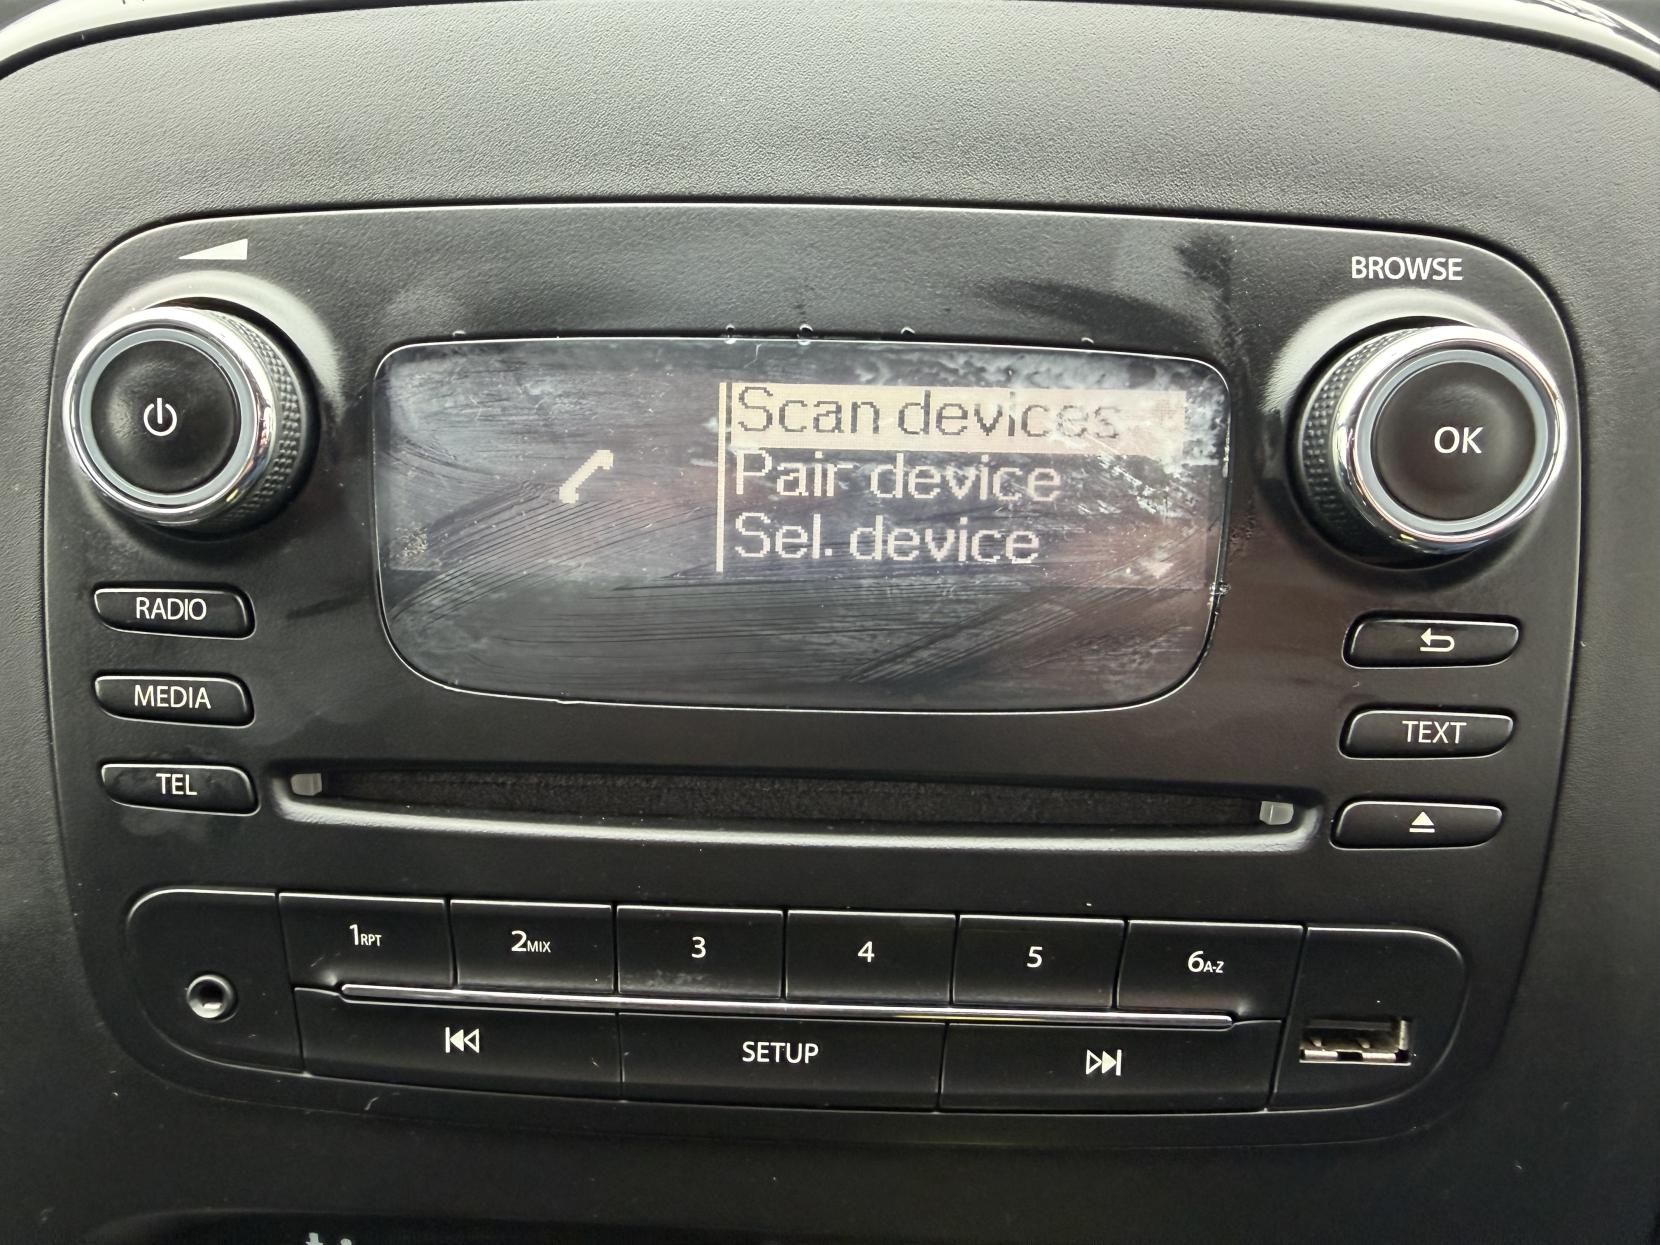 BROWSE
OK
Scan devices
Pair device
Sel. device
RADIO
MEDIA
TEL
TEXT
1RPT
2MIX
3
4
5
6A-Z
SETUP